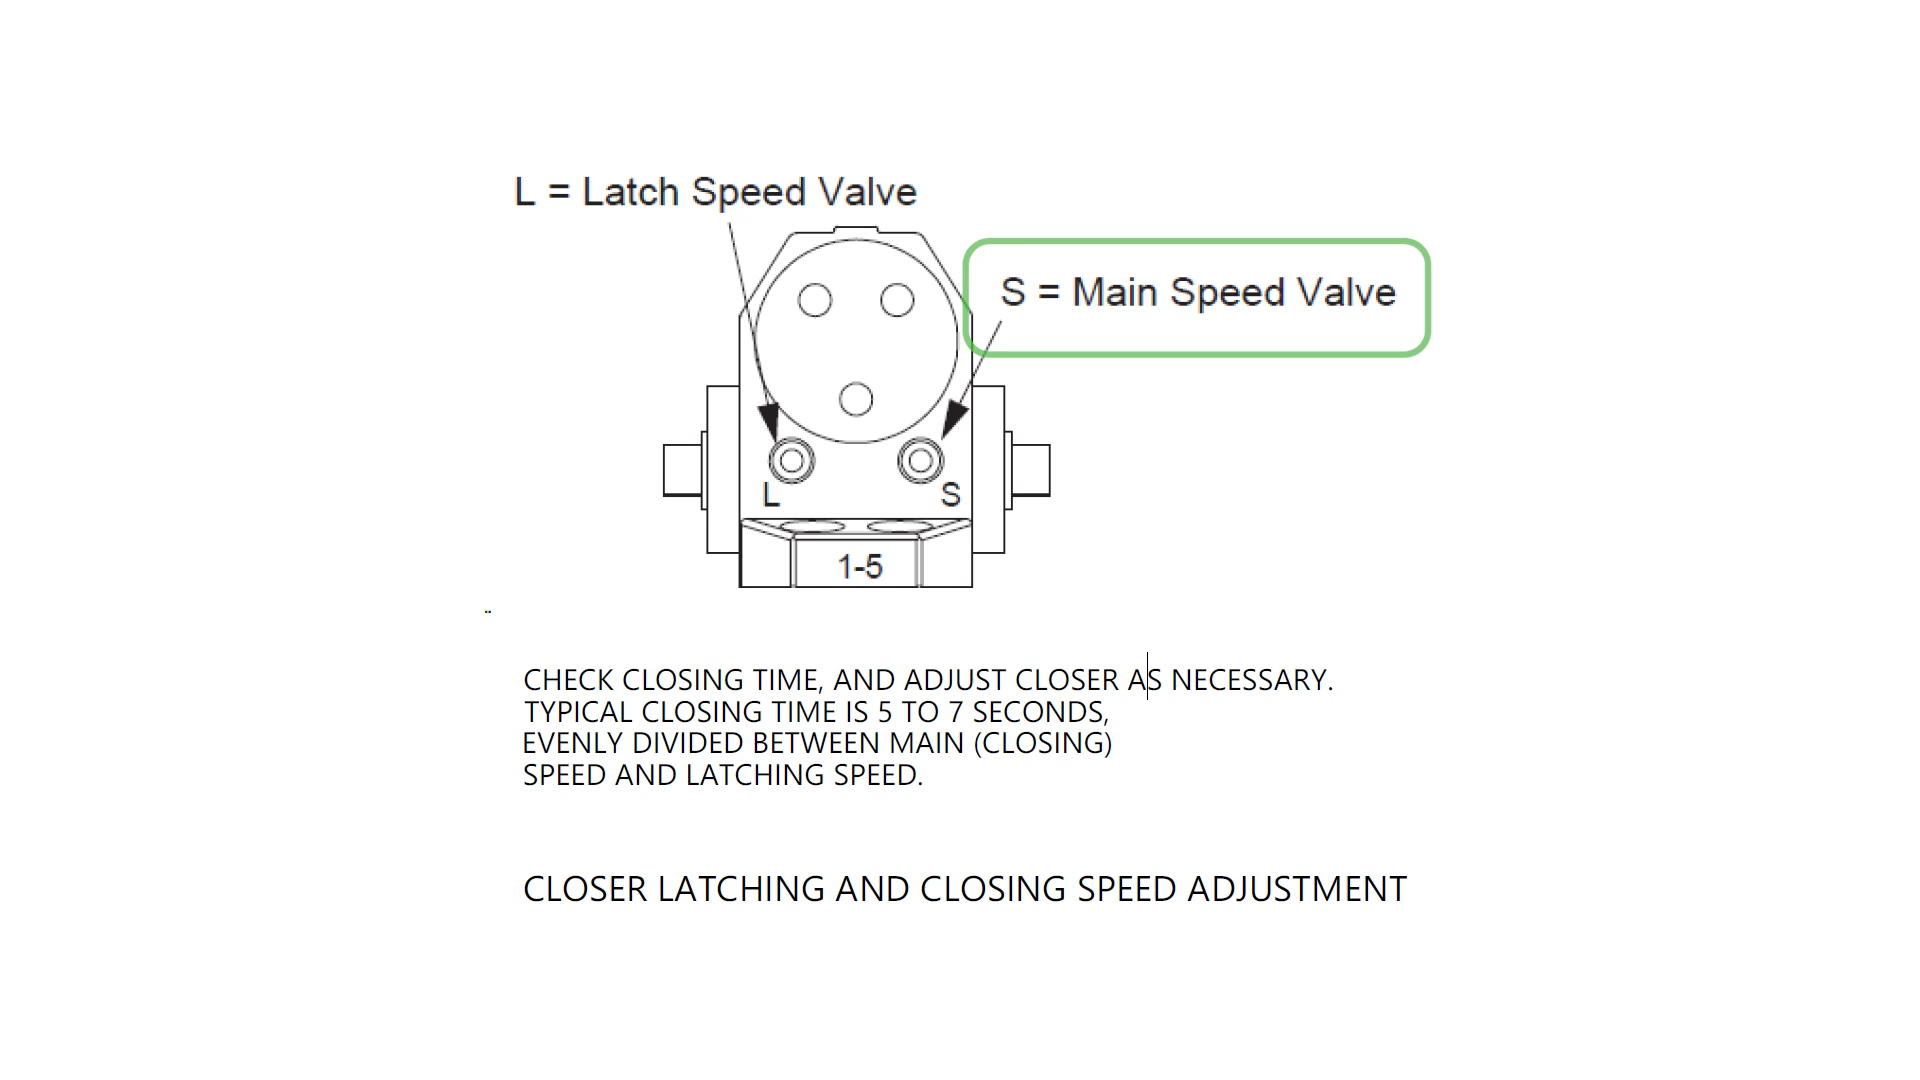 L = Latch Speed Valve
S = Main Speed Valve
L
S
1-5
CHECK CLOSING TIME, AND ADJUST CLOSER AS NECESSARY.
TYPICAL CLOSING TIME IS 5 TO 7 SECONDS,
EVENLY DIVIDED BETWEEN MAIN (CLOSING)
SPEED AND LATCHING SPEED.
CLOSER LATCHING AND CLOSING SPEED ADJUSTMENT